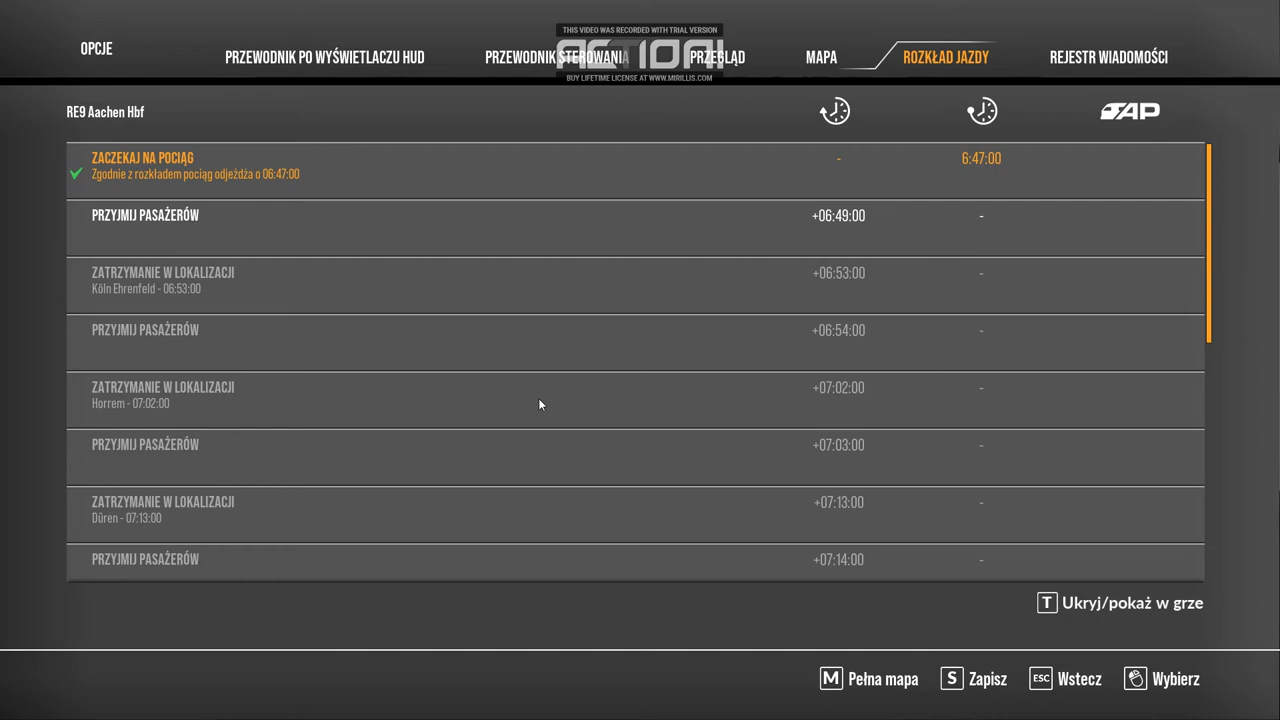 THIS VIDEO WAS RECORDED WITH TRIAL VERSION
ACTION!
BUY LIFETIME LICENSE AT WWW.MIRILLIS.COM
OPCJE
PRZEWODNIK PO WYŚWIETLACZU HUD
PRZEWODNIK STEROWANIA
PRZEGLĄD
MAPA
ROZKŁAD JAZDY
REJESTR WIADOMOŚCI
RE9 Aachen Hbf
AP
ZACZEKAJ NA POCIĄG - 6:47:00
Zgodnie z rozkładem pociąg odjeżdża o 06:47:00
PRZYJMIJ PASAŻERÓW +06:49:00 -
ZATRZYMANIE W LOKALIZACJI +06:53:00 -
Köln Ehrenfeld - 06:53:00
PRZYJMIJ PASAŻERÓW +06:54:00 -
ZATRZYMANIE W LOKALIZACJI +07:02:00 -
Horrem - 07:02:00
PRZYJMIJ PASAŻERÓW +07:03:00 -
ZATRZYMANIE W LOKALIZACJI +07:13:00 -
Düren - 07:13:00
PRZYJMIJ PASAŻERÓW +07:14:00 -
T Ukryj/pokaż w grze
M Pełna mapa
S Zapisz
ESC Wstecz
Wybierz